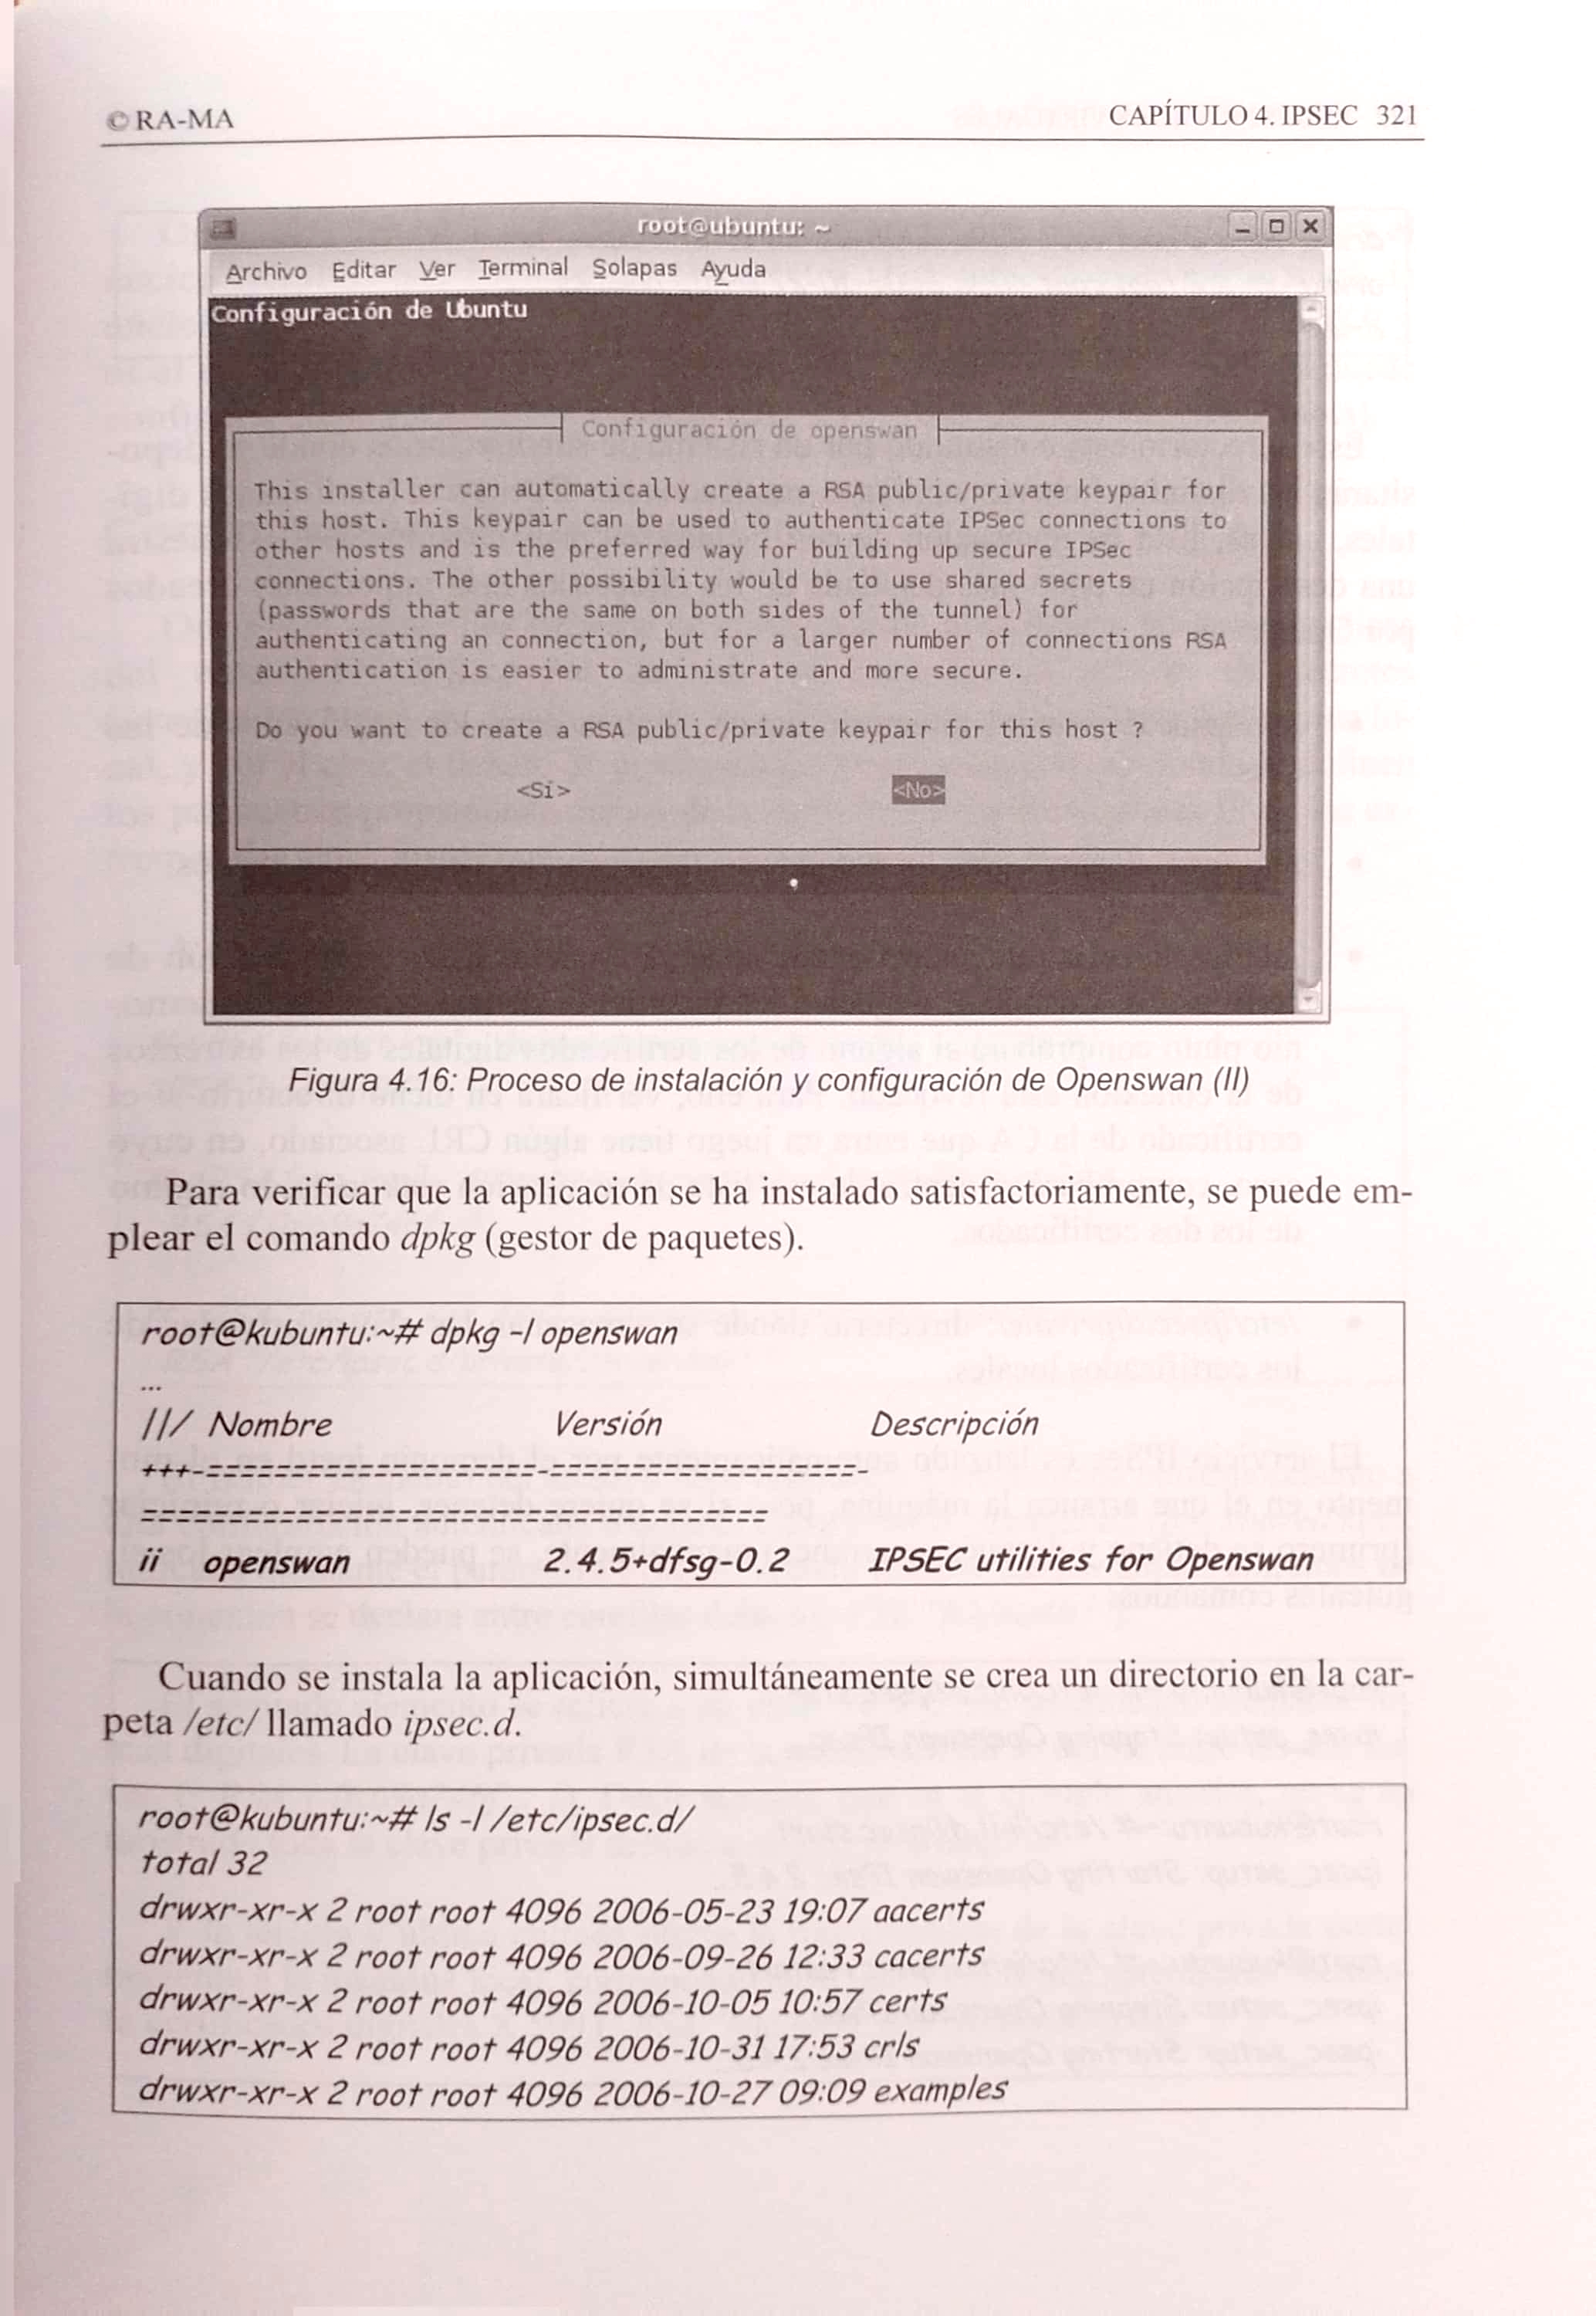 © RA-MA
CAPÍTULO 4. IPSEC 321
root@ubuntu: ~
Archivo Editar Ver Terminal Solapas Ayuda
Configuración de Ubuntu
Configuración de openswan
This installer can automatically create a RSA public/private keypair for
this host. This keypair can be used to authenticate IPSec connections to
other hosts and is the preferred way for building up secure IPSec
connections. The other possibility would be to use shared secrets
(passwords that are the same on both sides of the tunnel) for
authenticating an connection, but for a larger number of connections RSA
authentication is easier to administrate and more secure.
Do you want to create a RSA public/private keypair for this host ?
<Sí> <No>
Figura 4.16: Proceso de instalación y configuración de Openswan (II)
Para verificar que la aplicación se ha instalado satisfactoriamente, se puede em-
plear el comando dpkg (gestor de paquetes).
root@kubuntu:~# dpkg -l openswan
...
||/ Nombre Versión Descripción
+++-===================-==================-
====================================
ii openswan 2.4.5+dfsg-0.2 IPSEC utilities for Openswan
Cuando se instala la aplicación, simultáneamente se crea un directorio en la car-
peta /etc/ llamado ipsec.d.
root@kubuntu:~# ls -l /etc/ipsec.d/
total 32
drwxr-xr-x 2 root root 4096 2006-05-23 19:07 aacerts
drwxr-xr-x 2 root root 4096 2006-09-26 12:33 cacerts
drwxr-xr-x 2 root root 4096 2006-10-05 10:57 certs
drwxr-xr-x 2 root root 4096 2006-10-31 17:53 crls
drwxr-xr-x 2 root root 4096 2006-10-27 09:09 examples